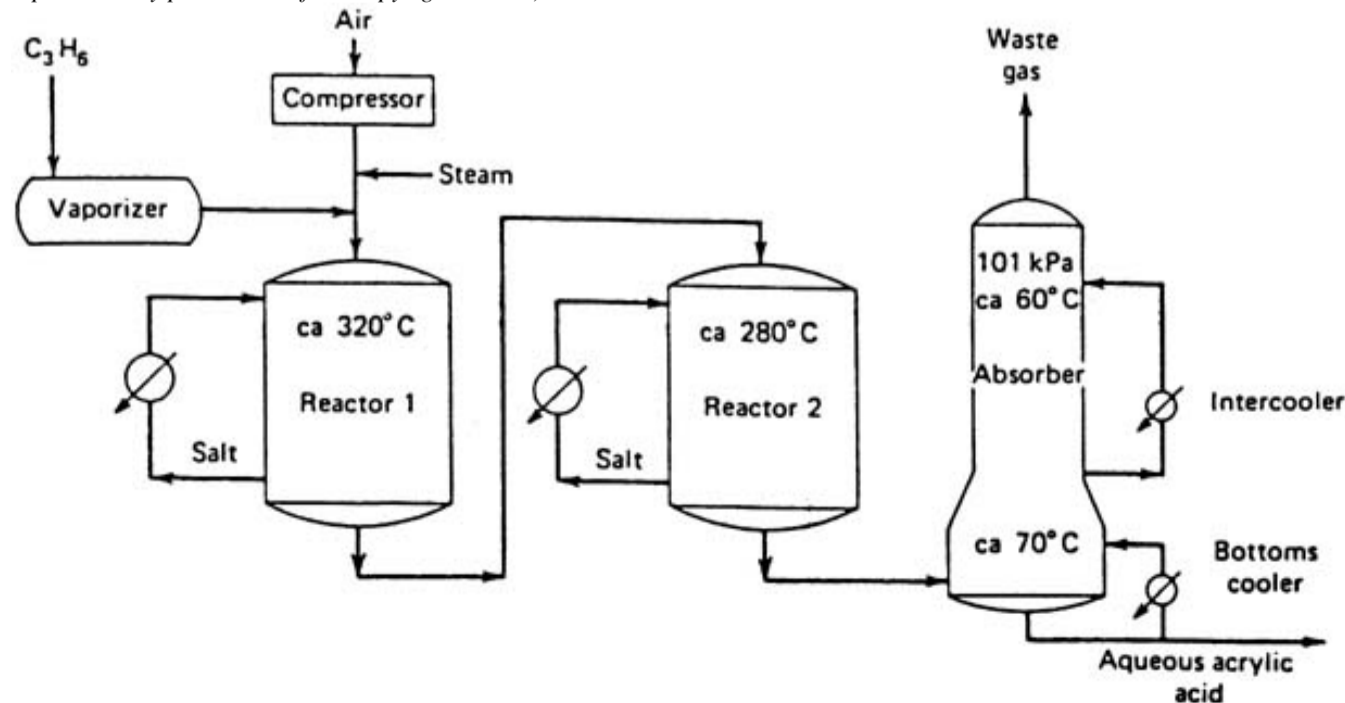 Air
C₃H₆
Compressor
Steam
Vaporizer
ca 320°C
Reactor 1
Salt
ca 280°C
Reactor 2
Salt
Waste
gas
101 kPa
ca 60°C
Absorber
Intercooler
ca 70°C
Bottoms
cooler
Aqueous acrylic
acid